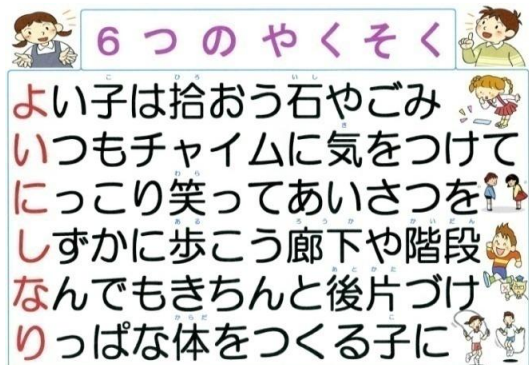 6つのやくそく
よい子は拾おう石やごみ
いつもチャイムに気をつけて
にっこり笑ってあいさつを
しずかに歩こう廊下や階段
なんでもきちんと後片づけ
りっぱな体をつくる子に